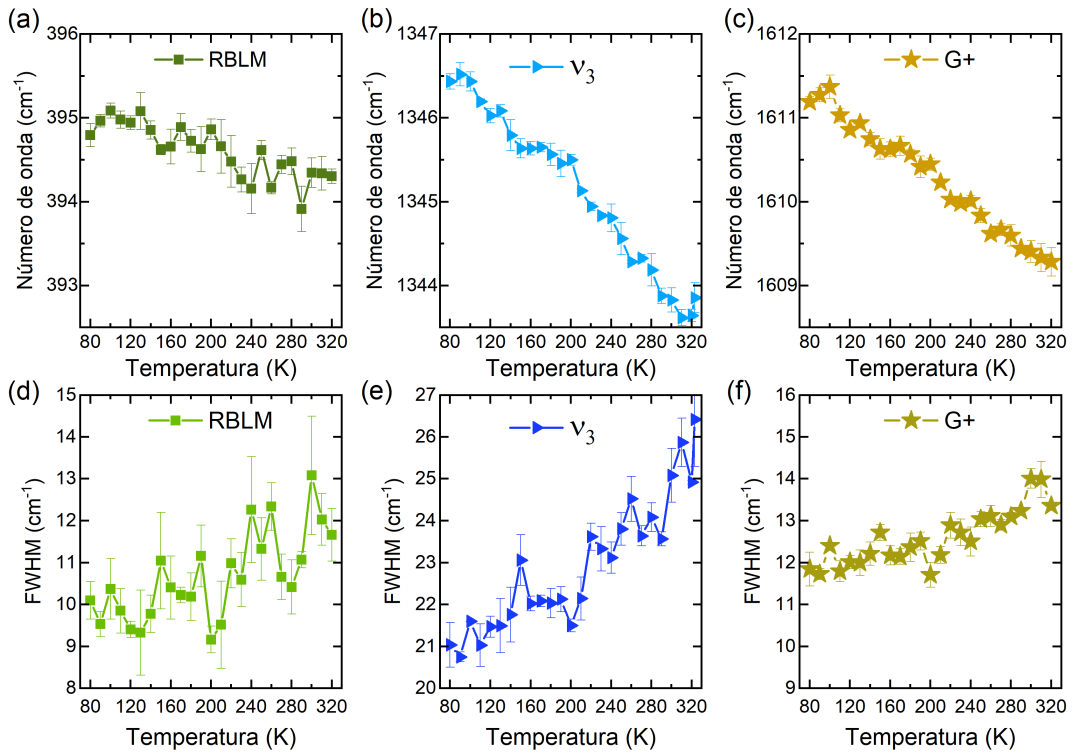 (a)
RBLM
Número de onda (cm⁻¹)
396
395
394
393
80 120 160 200 240 280 320
Temperatura (K)
(b)
ν₃
Número de onda (cm⁻¹)
1347
1346
1345
1344
80 120 160 200 240 280 320
Temperatura (K)
(c)
G+
Número de onda (cm⁻¹)
1612
1611
1610
1609
80 120 160 200 240 280 320
Temperatura (K)
(d)
RBLM
FWHM (cm⁻¹)
15
14
13
12
11
10
9
8
80 120 160 200 240 280 320
Temperatura (K)
(e)
ν₃
FWHM (cm⁻¹)
27
26
25
24
23
22
21
20
80 120 160 200 240 280 320
Temperatura (K)
(f)
G+
FWHM (cm⁻¹)
16
15
14
13
12
11
10
9
80 120 160 200 240 280 320
Temperatura (K)